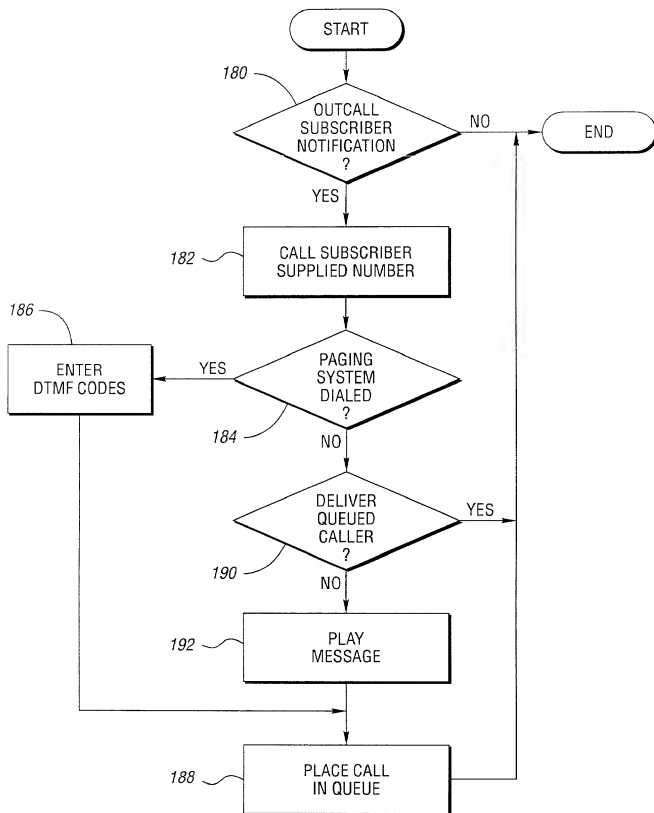 START
180
OUTCALL
SUBSCRIBER
NOTIFICATION
?
NO
END
YES
182
CALL SUBSCRIBER
SUPPLIED NUMBER
186
ENTER
DTMF CODES
YES
PAGING
SYSTEM
DIALED
?
184
NO
DELIVER
QUEUED
CALLER
?
YES
190
NO
192
PLAY
MESSAGE
188
PLACE CALL
IN QUEUE